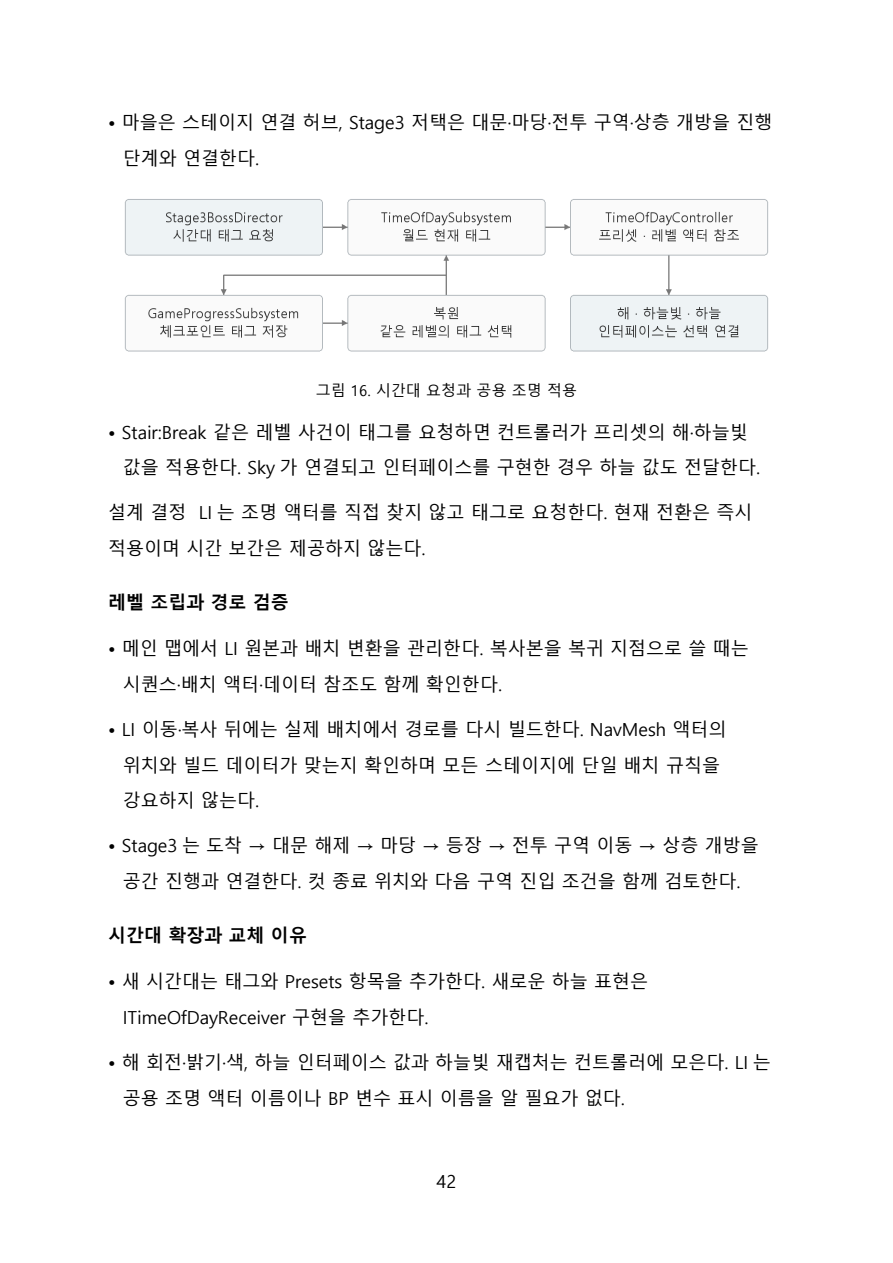 • 마을은 스테이지 연결 허브, Stage3 저택은 대문·마당·전투 구역·상층 개방을 진행
단계와 연결한다.
Stage3BossDirector
시간대 태그 요청
TimeOfDaySubsystem
월드 현재 태그
TimeOfDayController
프리셋 · 레벨 액터 참조
GameProgressSubsystem
체크포인트 태그 저장
복원
같은 레벨의 태그 선택
해 · 하늘빛 · 하늘
인터페이스는 선택 연결
그림 16. 시간대 요청과 공용 조명 적용
• Stair:Break 같은 레벨 사건이 태그를 요청하면 컨트롤러가 프리셋의 해·하늘빛
값을 적용한다. Sky 가 연결되고 인터페이스를 구현한 경우 하늘 값도 전달한다.
설계 결정 LI 는 조명 액터를 직접 찾지 않고 태그로 요청한다. 현재 전환은 즉시
적용이며 시간 보간은 제공하지 않는다.
레벨 조립과 경로 검증
• 메인 맵에서 LI 원본과 배치 변환을 관리한다. 복사본을 복귀 지점으로 쓸 때는
시퀀스·배치 액터·데이터 참조도 함께 확인한다.
• LI 이동·복사 뒤에는 실제 배치에서 경로를 다시 빌드한다. NavMesh 액터의
위치와 빌드 데이터가 맞는지 확인하며 모든 스테이지에 단일 배치 규칙을
강요하지 않는다.
• Stage3 는 도착 → 대문 해제 → 마당 → 등장 → 전투 구역 이동 → 상층 개방을
공간 진행과 연결한다. 컷 종료 위치와 다음 구역 진입 조건을 함께 검토한다.
시간대 확장과 교체 이유
• 새 시간대는 태그와 Presets 항목을 추가한다. 새로운 하늘 표현은
ITimeOfDayReceiver 구현을 추가한다.
• 해 회전·밝기·색, 하늘 인터페이스 값과 하늘빛 재캡처는 컨트롤러에 모은다. LI 는
공용 조명 액터 이름이나 BP 변수 표시 이름을 알 필요가 없다.
42